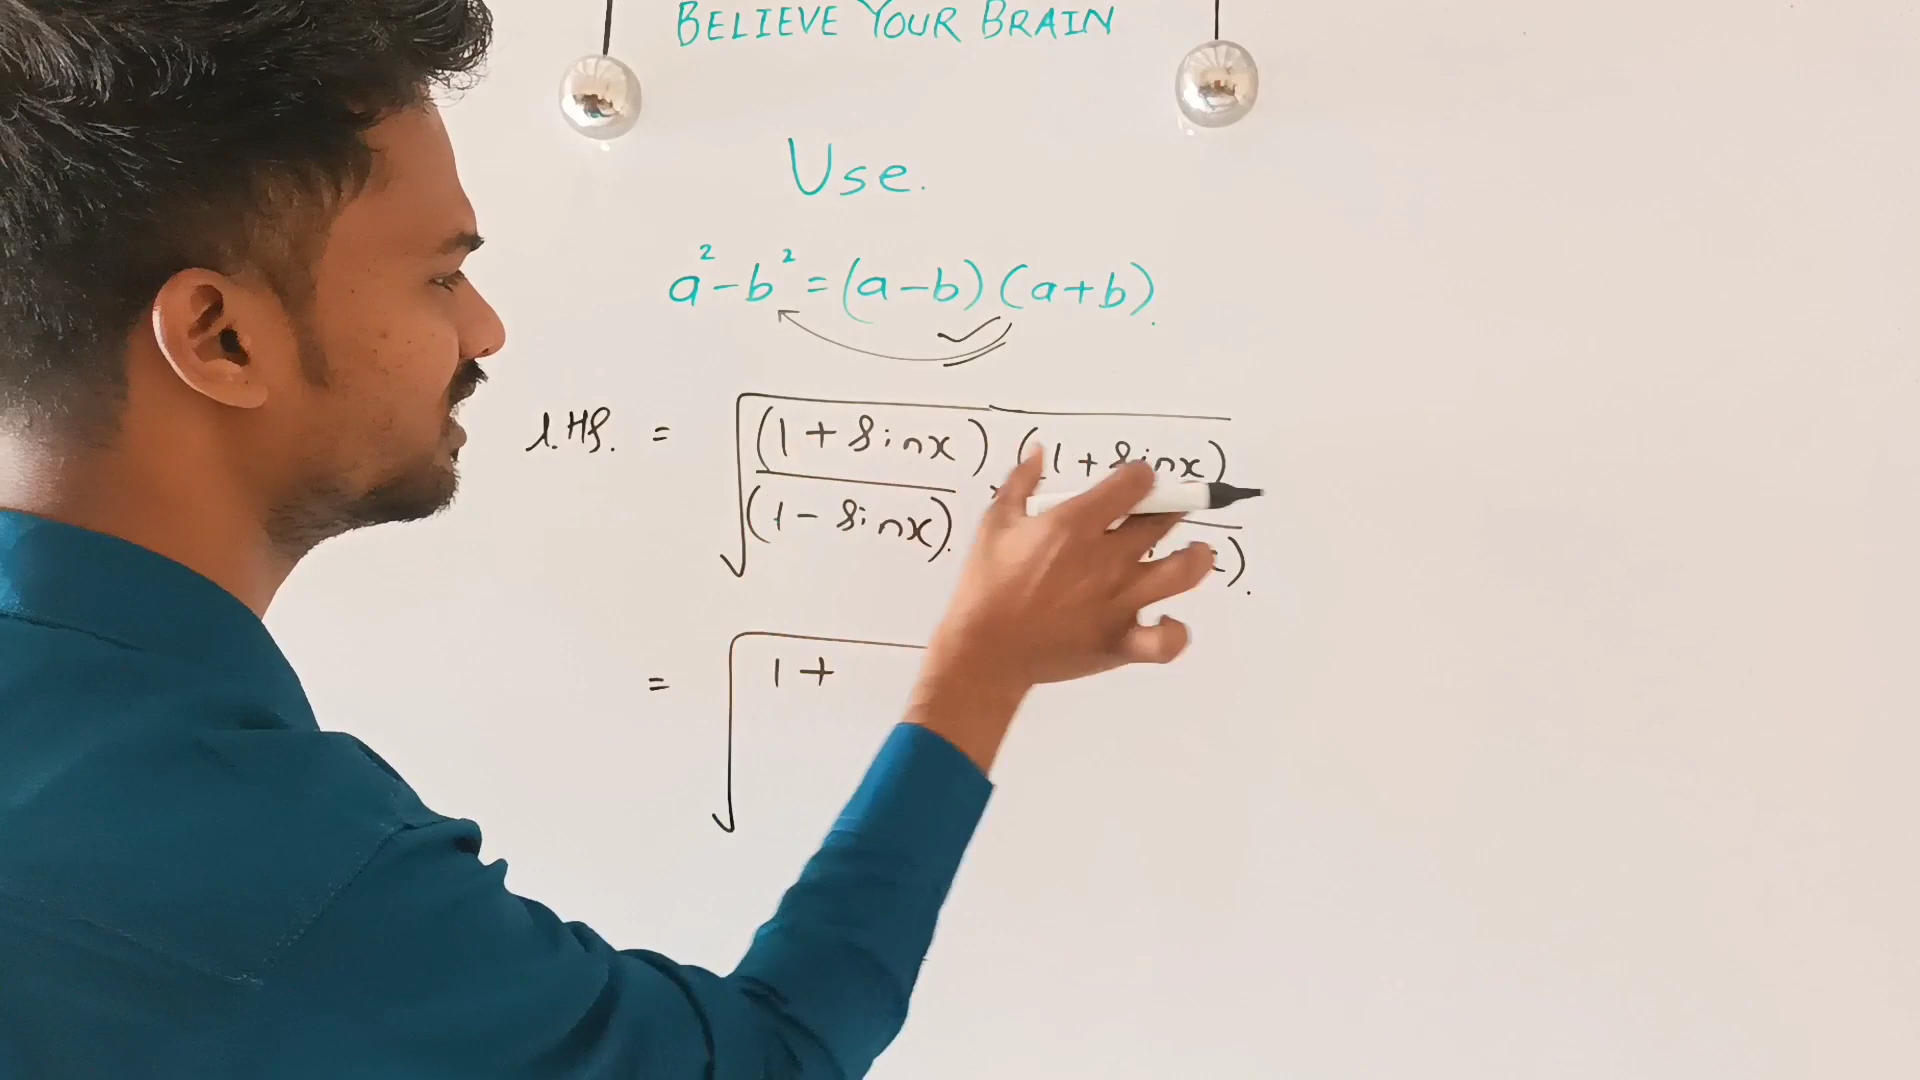 BELIEVE YOUR BRAIN
Use.
a² - b² = (a - b) (a + b).
L.HS. = √(1 + sinx) (1 + sinx)
(1 - sinx). x).
= √1 +